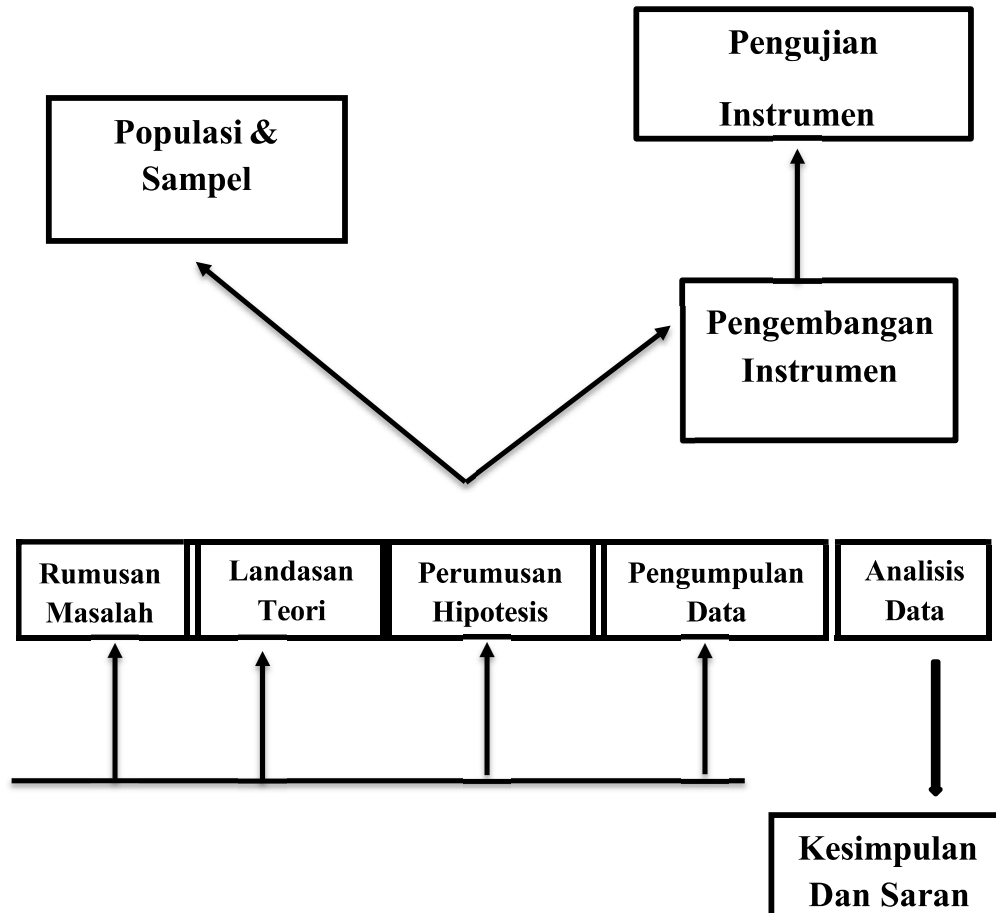 Pengujian
Instrumen
Populasi &
Sampel
Pengembangan
Instrumen
Rumusan
Masalah
Landasan
Teori
Perumusan
Hipotesis
Pengumpulan
Data
Analisis
Data
Kesimpulan
Dan Saran